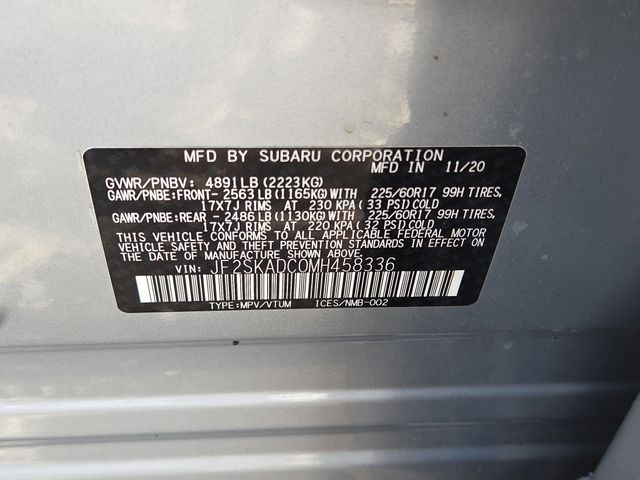 MFD BY SUBARU CORPORATION
MFD IN 11/20
GVWR/PNBV: 4891LB(2223KG)
GAWR/PNBE:FRONT-2563LB(1165KG)WITH 225/60R17 99H TIRES,
17X7J RIMS AT 230 KPA(33 PSI)COLD
GAWR/PNBE:REAR -2486LB(1130KG)WITH 225/60R17 99H TIRES,
17X7J RIMS AT 220 KPA(32 PSI)COLD
THIS VEHICLE CONFORMS TO ALL APPLICABLE FEDERAL MOTOR
VEHICLE SAFETY AND THEFT PREVENTION STANDARDS IN EFFECT ON
THE DATE OF MANUFACTURE SHOWN ABOVE.
VIN: JF2SKADC0MH458336
TYPE:MPV/VTUM ICES/NMB-002